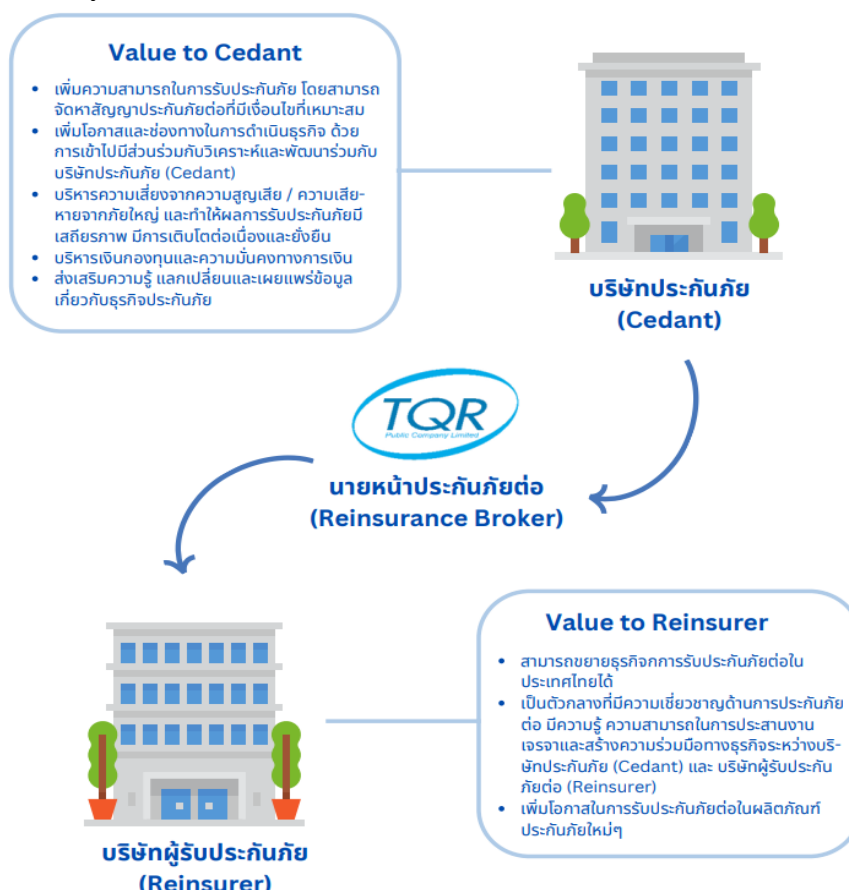 Value to Cedant
• เพิ่มความสามารถในการรับประกันภัย โดยสามารถ
จัดหาสัญญาประกันภัยต่อที่มีเงื่อนไขที่เหมาะสม
• เพิ่มโอกาสและช่องทางในการดำเนินธุรกิจ ด้วย
การเข้าไปมีส่วนร่วมกับวิเคราะห์และพัฒนาร่วมกับ
บริษัทประกันภัย (Cedant)
• บริหารความเสี่ยงจากความสูญเสีย / ความเสีย-
หายจากภัยใหญ่ และทำให้ผลการรับประกันภัยมี
เสถียรภาพ มีการเติบโตต่อเนื่องและยั่งยืน
• บริหารเงินกองทุนและความมั่นคงทางการเงิน
• ส่งเสริมความรู้ แลกเปลี่ยนและเผยแพร่ข้อมูล
เกี่ยวกับธุรกิจประกันภัย
บริษัทประกันภัย
(Cedant)
TQR
Public Company Limited
นายหน้าประกันภัยต่อ
(Reinsurance Broker)
Value to Reinsurer
• สามารถขยายธุรกิจกการรับประกันภัยต่อใน
ประเทศไทยได้
• เป็นตัวกลางที่มีความเชี่ยวชาญด้านการประกันภัย
ต่อ มีความรู้ ความสามารถในการประสานงาน
เจรจาและสร้างความร่วมมือทางธุรกิจระหว่างบริ-
ษัทประกันภัย (Cedant) และ บริษัทผู้รับประกัน
ภัยต่อ (Reinsurer)
• เพิ่มโอกาสในการรับประกันภัยต่อในผลิตภัณฑ์
ประกันภัยใหม่ๆ
บริษัทผู้รับประกันภัย
(Reinsurer)